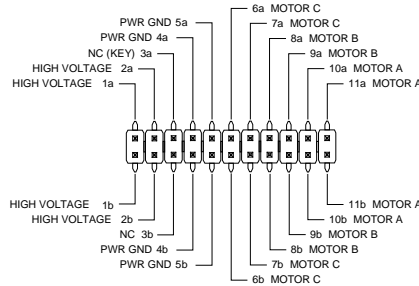 6a MOTOR C
PWR GND 5a
7a MOTOR C
PWR GND 4a
8a MOTOR B
NC (KEY) 3a
9a MOTOR B
HIGH VOLTAGE 2a
10a MOTOR A
HIGH VOLTAGE 1a
11a MOTOR A
HIGH VOLTAGE 1b
11b MOTOR A
HIGH VOLTAGE 2b
10b MOTOR A
NC 3b
9b MOTOR B
PWR GND 4b
8b MOTOR B
PWR GND 5b
7b MOTOR C
6b MOTOR C